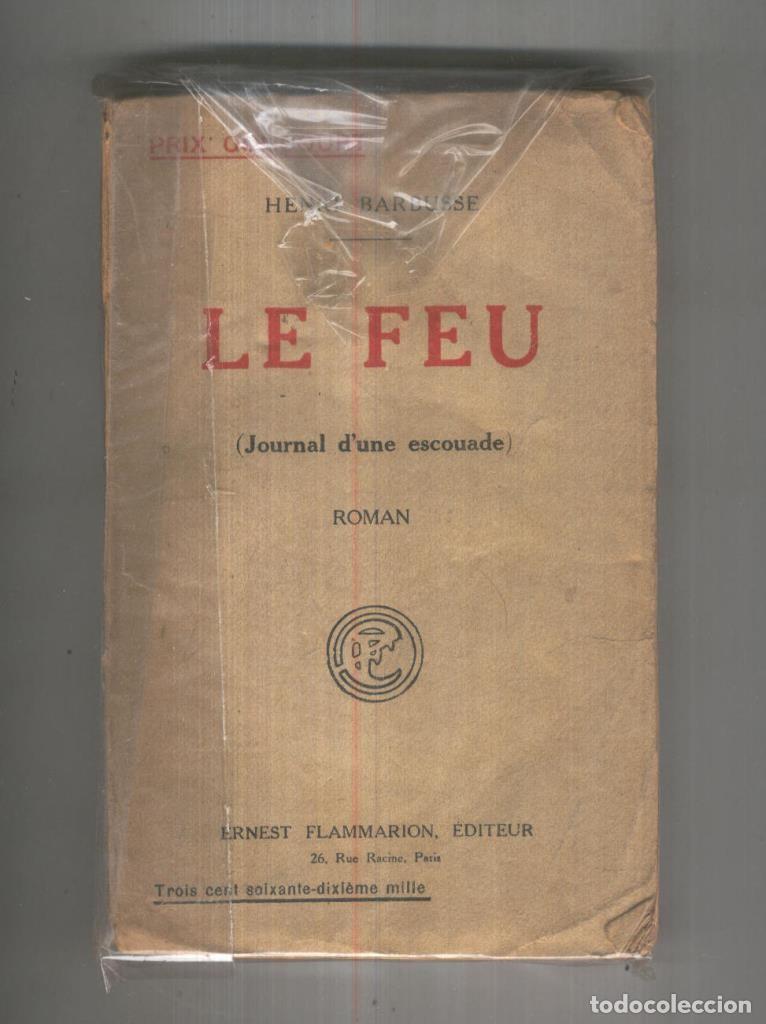 PRIX
HENRI BARBUSSE
LE FEU
(Journal d'une escouade)
ROMAN
ERNEST FLAMMARION, ÉDITEUR
26, Rue Racine, Paris
Trois cent soixante-dixième mille
todocoleccion